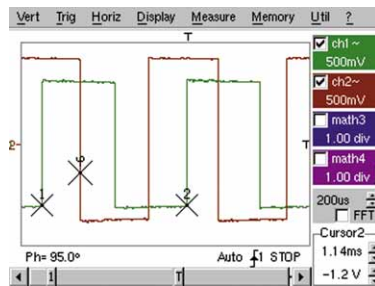 Vert Trig Horiz Display Measure Memory Util ?
T
ch1~
500mV
ch2~
500mV
math3
1.00 div
math4
1.00 div
200us
FFT
Cursor2
1.14ms
-1.2 V
2-
T
φ
1
2
Ph= 95.0°
Auto 1 STOP
1
T